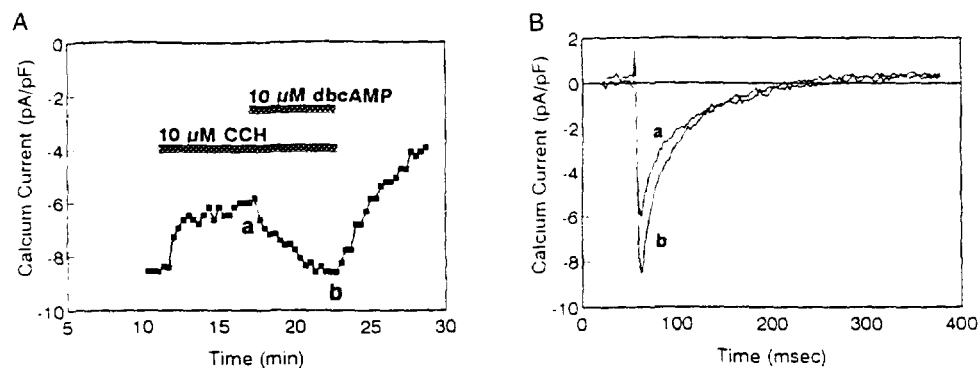 A
Calcium Current (pA/pF)
0
-2
-4
-6
-8
-10
10 µM dbcAMP
10 µM CCH
a
b
5
10
15
20
25
30
Time (min)
B
Calcium Current (pA/pF)
2
0
-2
-4
-6
-8
-10
a
b
0
100
200
300
400
Time (msec)